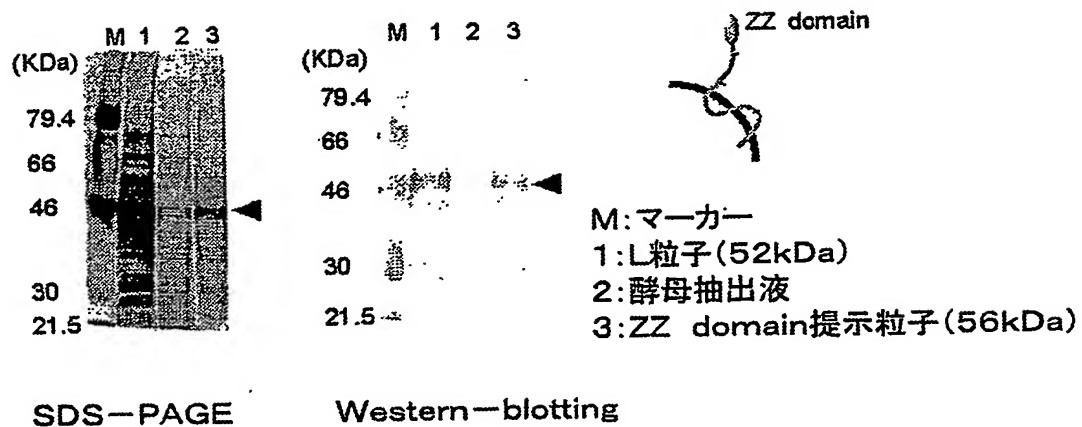 M 1 2 3
(KDa)
79.4
66
46
30
21.5
SDS-PAGE
M 1 2 3
(KDa)
79.4
66
46
30
21.5
Western-blotting
ZZ domain
M:マーカー
1:L粒子(52kDa)
2:酵母抽出液
3:ZZ domain提示粒子(56kDa)